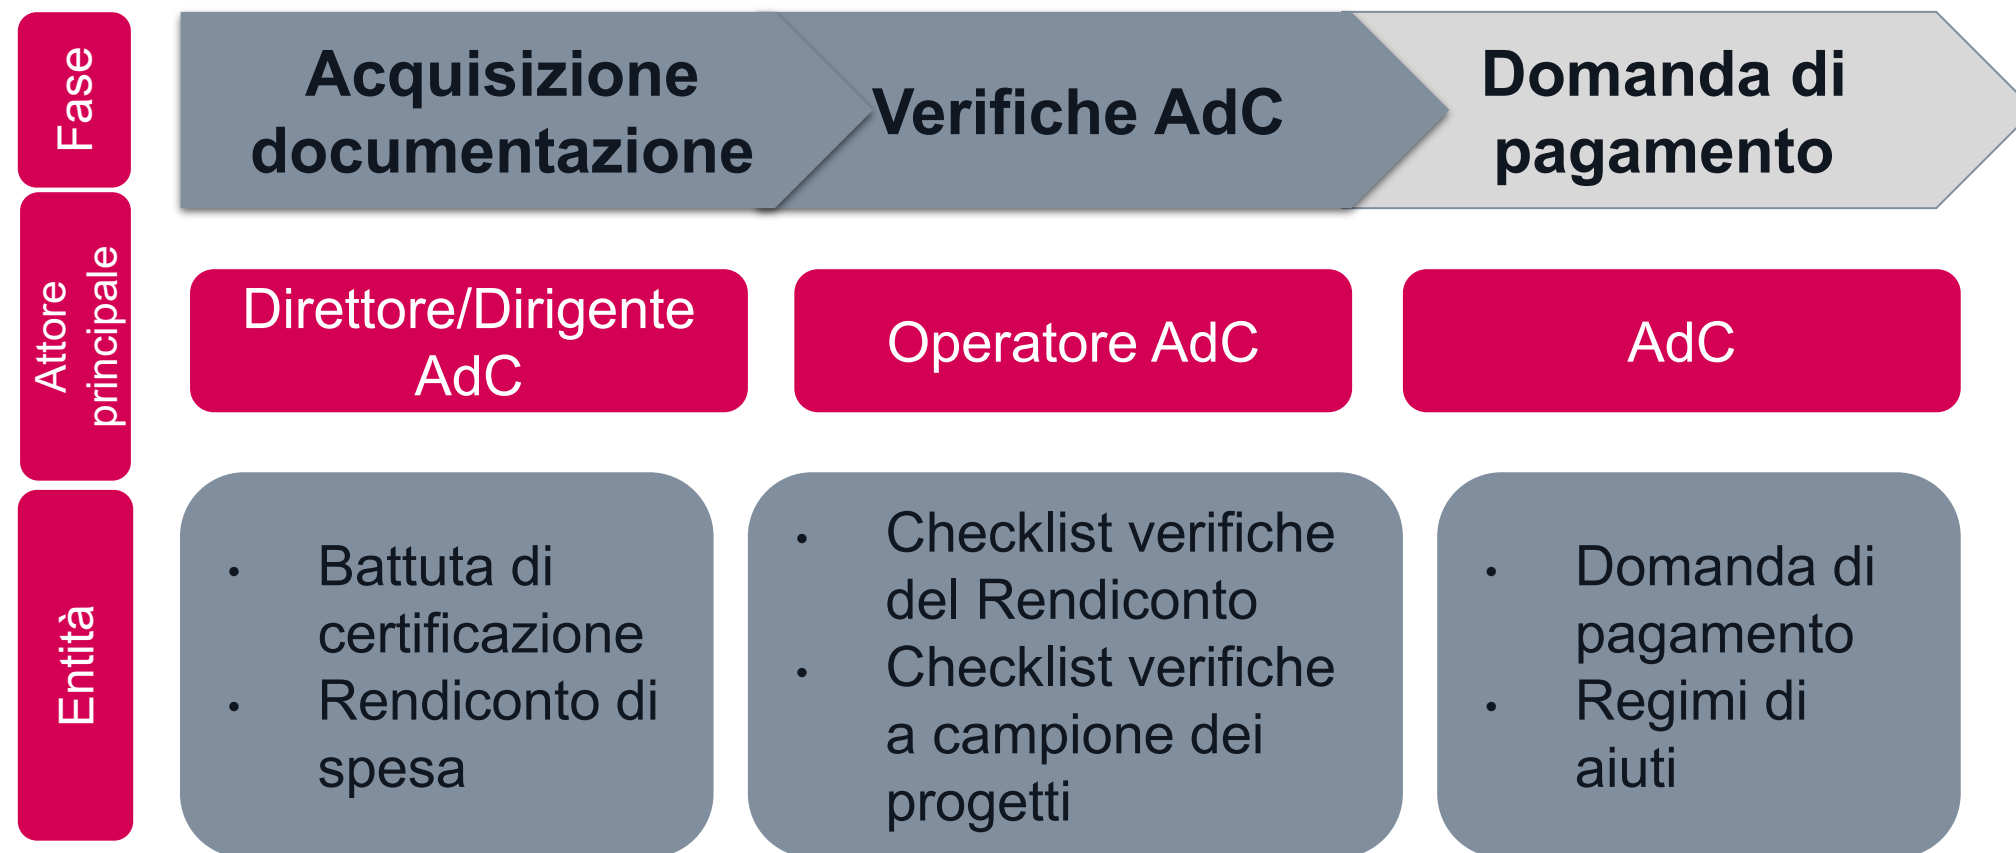 Fase
Acquisizione
documentazione
Verifiche AdC
Domanda di
pagamento
Attore
principale
Direttore/Dirigente
AdC
Operatore AdC
AdC
Entità
• Battuta di
certificazione
• Rendiconto di
spesa
• Checklist verifiche
del Rendiconto
• Checklist verifiche
a campione dei
progetti
• Domanda di
pagamento
• Regimi di
aiuti